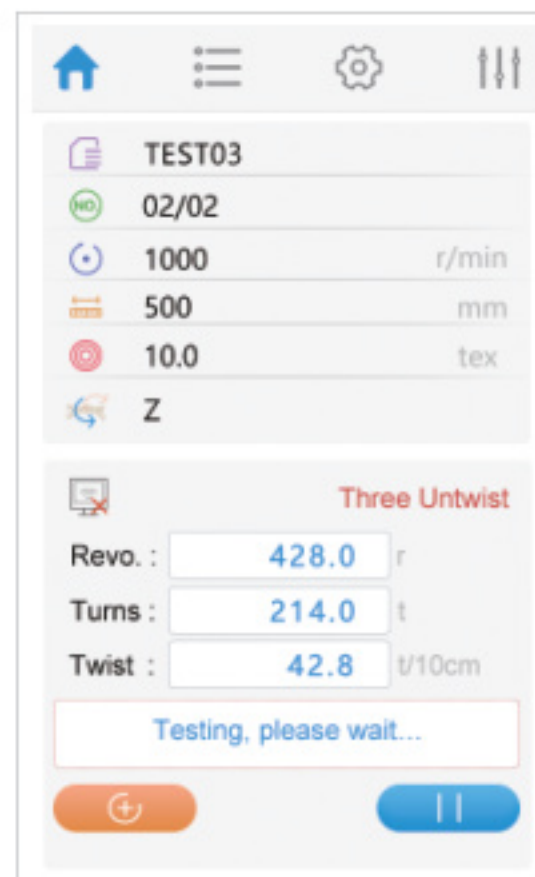 TEST03
NO. 02/02
1000 r/min
500 mm
10.0 tex
Z
Three Untwist
Revo. : 428.0 r
Turns : 214.0 t
Twist : 42.8 t/10cm
Testing, please wait...